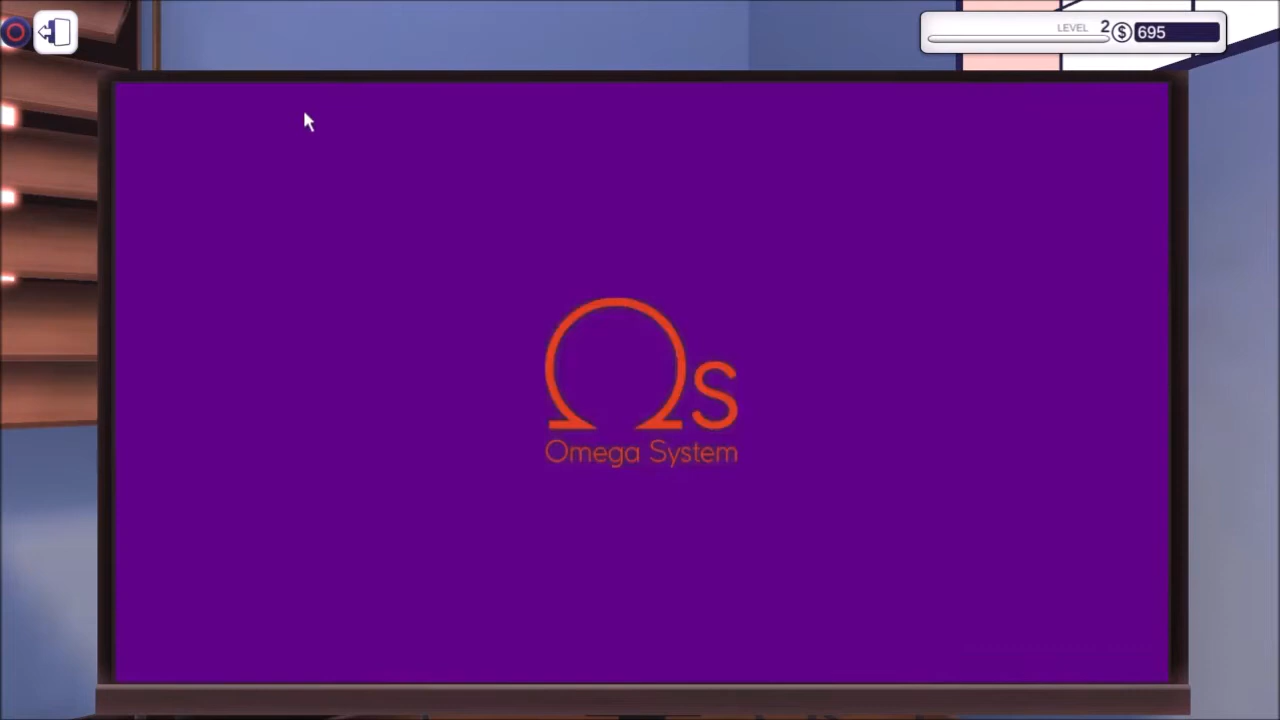 LEVEL 2 $ 695
Ωs
Omega System